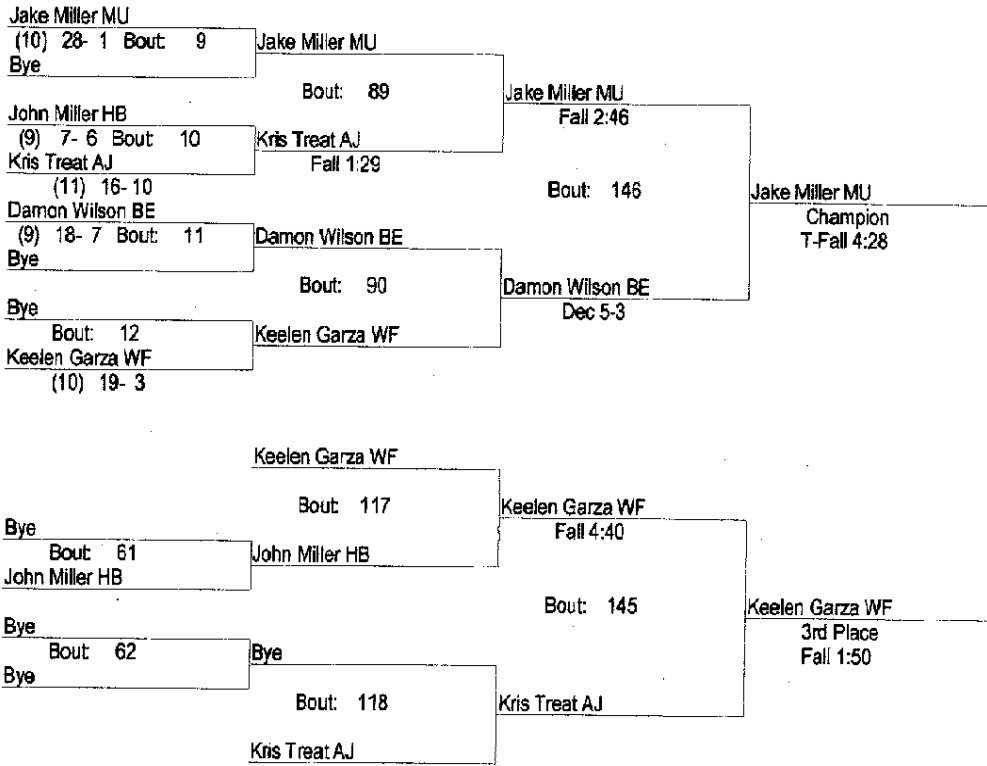 Jake Miller MU
(10) 28- 1 Bout: 9
Bye
Jake Miller MU
Bout: 89
John Miller HB
(9) 7- 6 Bout 10
Kris Treat AJ
(11) 16- 10
Kris Treat AJ
Fall 1:29
Jake Miller MU
Fall 2:46
Bout: 146
Damon Wilson BE
(9) 18- 7 Bout: 11
Bye
Damon Wilson BE
Bout: 90
Bye
Bout: 12
Keelen Garza WF
(10) 19- 3
Keelen Garza WF
Damon Wilson BE
Dec 5-3
Jake Miller MU
Champion
T-Fall 4:28
Keelen Garza WF
Bout 117
Bye
Bout 61
John Miller HB
John Miller HB
Keelen Garza WF
Fall 4:40
Bout: 145
Bye
Bout 62
Bye
Bye
Bout: 118
Kris Treat AJ
Kris Treat AJ
Keelen Garza WF
3rd Place
Fall 1:50